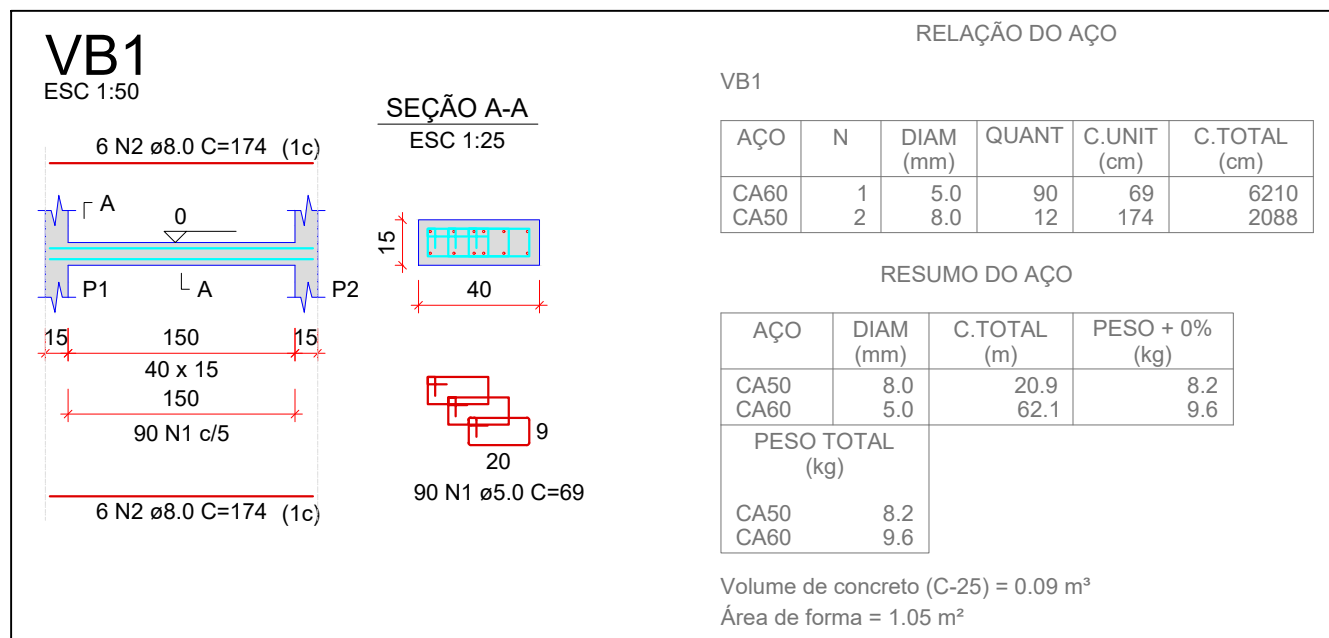 VB1
ESC 1:50
6 N2 ø8.0 C=174 (1c)
A
0
P1
A
P2
15 150 15
40 x 15
150
90 N1 c/5
6 N2 ø8.0 C=174 (1c)
SEÇÃO A-A
ESC 1:25
15
40
9
20
90 N1 ø5.0 C=69
RELAÇÃO DO AÇO
VB1
AÇO N DIAM QUANT C.UNIT C.TOTAL
(mm) (cm) (cm)
CA60 1 5.0 90 69 6210
CA50 2 8.0 12 174 2088
RESUMO DO AÇO
AÇO DIAM C.TOTAL PESO + 0%
(mm) (m) (kg)
CA50 8.0 20.9 8.2
CA60 5.0 62.1 9.6
PESO TOTAL
(kg)
CA50 8.2
CA60 9.6
Volume de concreto (C-25) = 0.09 m³
Área de forma = 1.05 m²